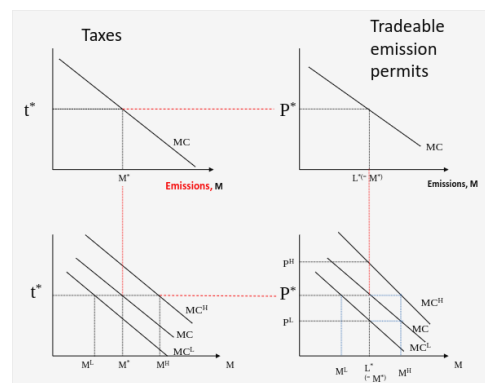 Taxes
Tradeable
emission
permits
t*
MC
M*
Emissions, M
P*
MC
L*(= M*)
Emissions, M
t*
MCᴴ
MC
MCᴸ
Mᴸ
M*
Mᴴ
M
Pᴴ
P*
Pᴸ
MCᴴ
MC
MCᴸ
Mᴸ
L*
(= M*)
Mᴴ
M